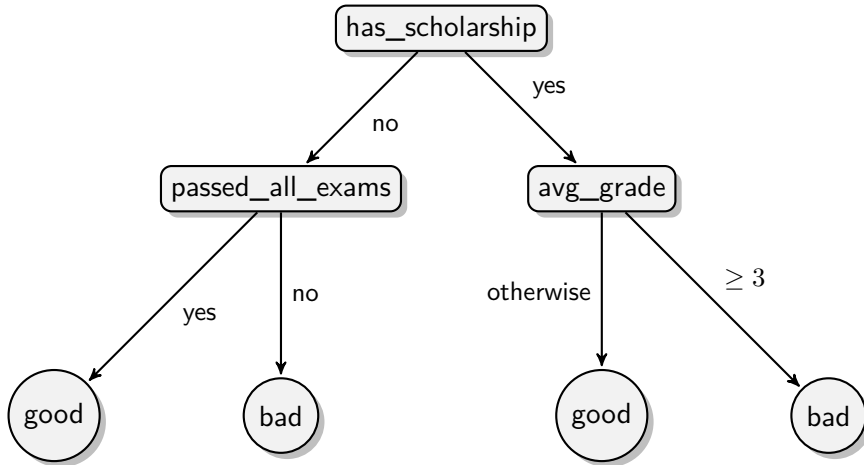 has_scholarship
yes
no
passed_all_exams
avg_grade
≥ 3
otherwise
no
yes
good
bad
good
bad